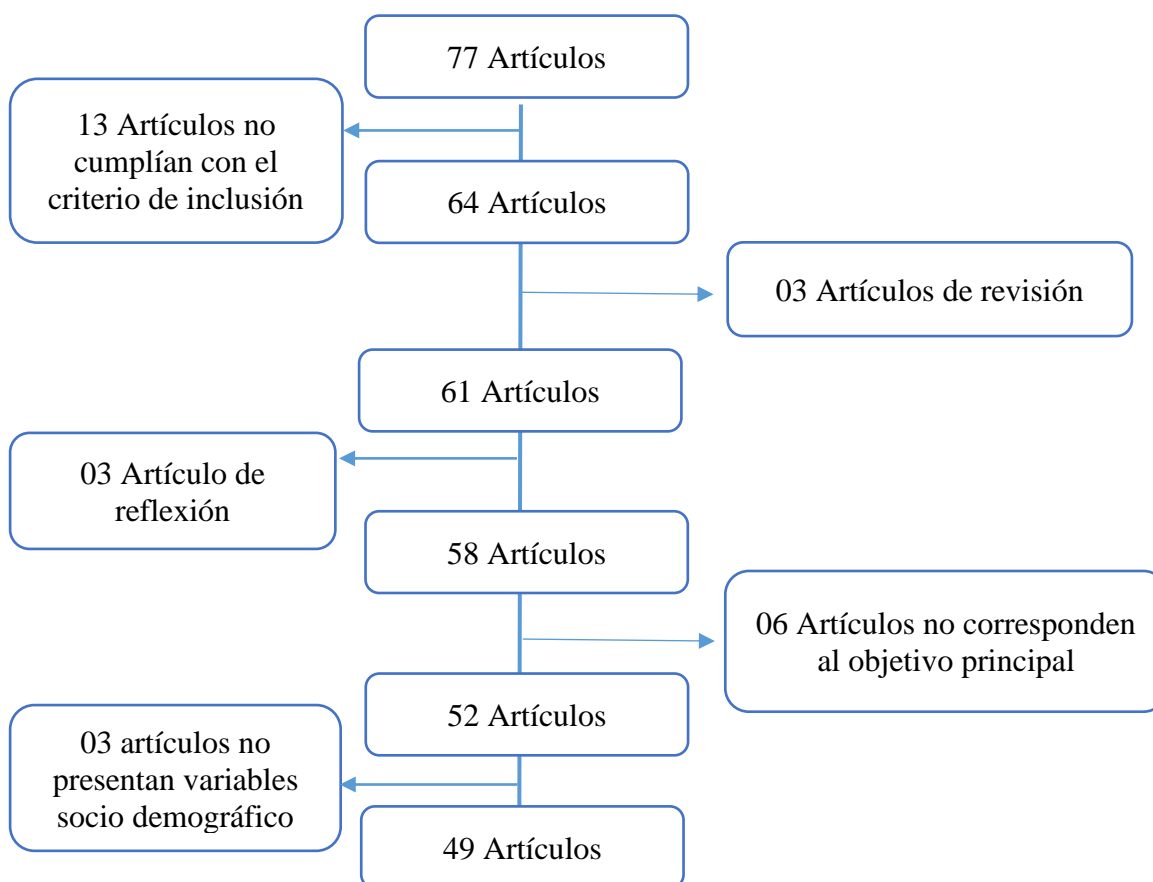 77 Artículos
13 Artículos no
cumplían con el
criterio de inclusión
64 Artículos
03 Artículos de revisión
61 Artículos
03 Artículo de
reflexión
58 Artículos
06 Artículos no corresponden
al objetivo principal
52 Artículos
03 artículos no
presentan variables
socio demográfico
49 Artículos